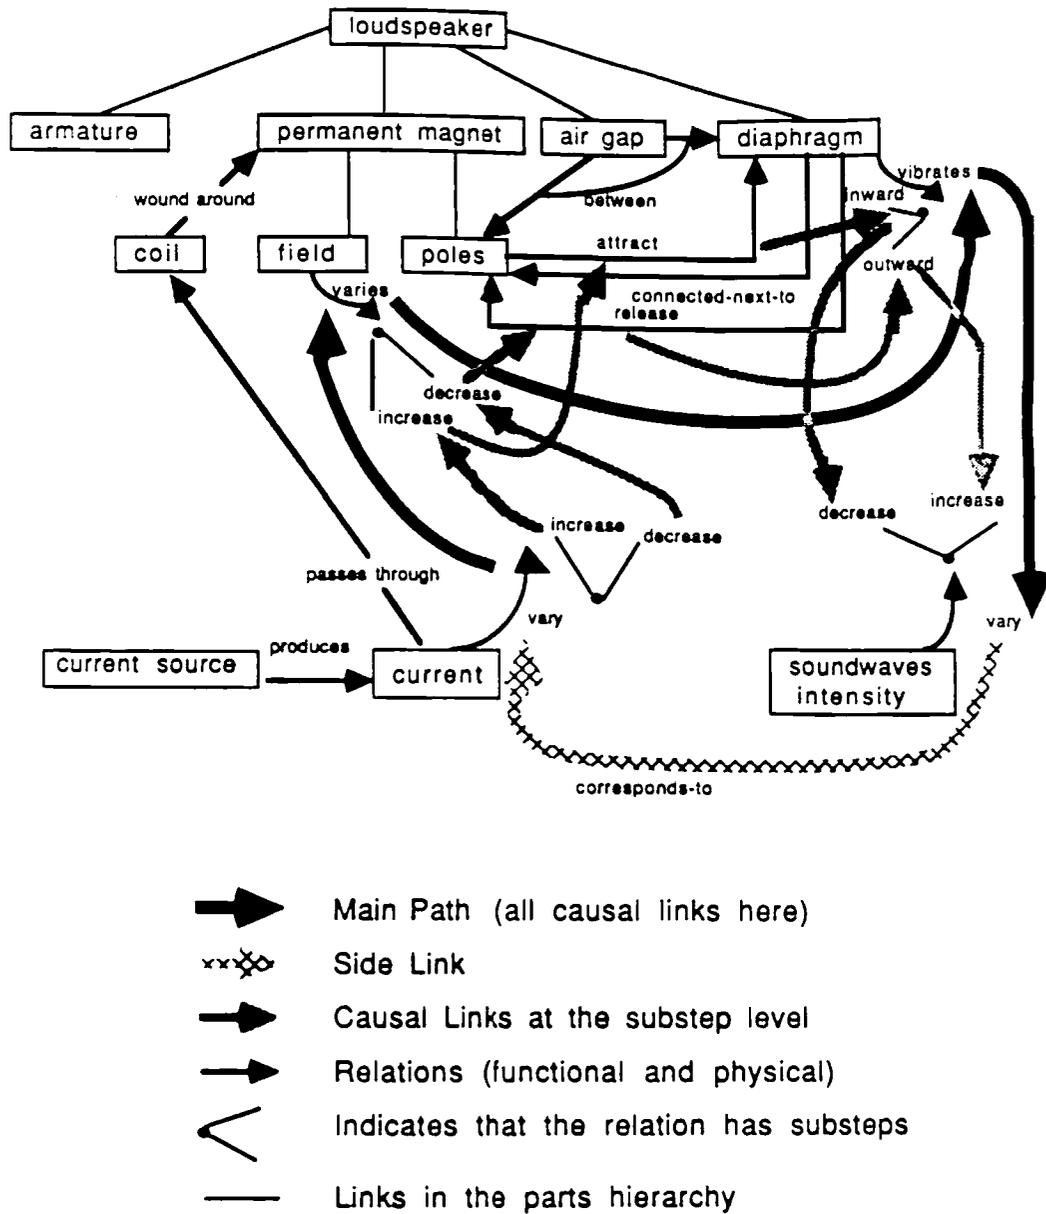 loudspeaker
armature
permanent magnet
air gap
diaphragm
vibrates
wound around
between
inward
coil
field
poles
attract
outward
varies
connected-next-to
release
decrease
increase
increase
decrease
decrease
increase
passes through
vary
vary
produces
current source
current
soundwaves
intensity
corresponds-to
Main Path (all causal links here)
Side Link
Causal Links at the substep level
Relations (functional and physical)
Indicates that the relation has substeps
Links in the parts hierarchy